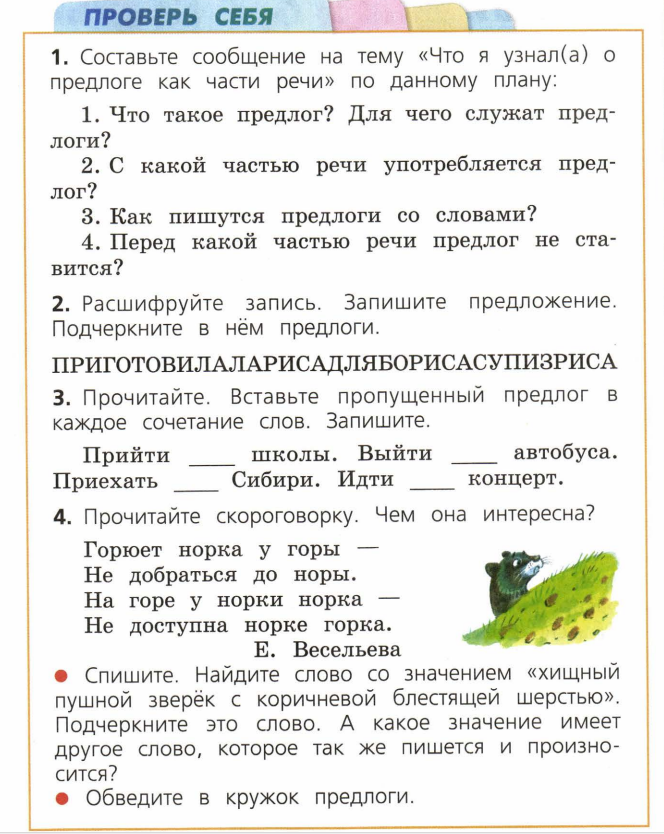 ПРОВЕРЬ СЕБЯ
1. Составьте сообщение на тему «Что я узнал(а) о
предлоге как части речи» по данному плану:
1. Что такое предлог? Для чего служат пред-
логи?
2. С какой частью речи употребляется пред-
лог?
3. Как пишутся предлоги со словами?
4. Перед какой частью речи предлог не ста-
вится?
2. Расшифруйте запись. Запишите предложение.
Подчеркните в нём предлоги.
ПРИГОТОВИЛАЛАРИСАДЛЯБОРИСАСУПИЗРИСА
3. Прочитайте. Вставьте пропущенный предлог в
каждое сочетание слов. Запишите.
Прийти ___ школы. Выйти ___ автобуса.
Приехать ___ Сибири. Идти ___ концерт.
4. Прочитайте скороговорку. Чем она интересна?
Горюет норка у горы —
Не добраться до норы.
На горе у норки норка —
Не доступна норке горка.
Е. Весельева
● Спишите. Найдите слово со значением «хищный
пушной зверёк с коричневой блестящей шерстью».
Подчеркните это слово. А какое значение имеет
другое слово, которое так же пишется и произно-
сится?
● Обведите в кружок предлоги.